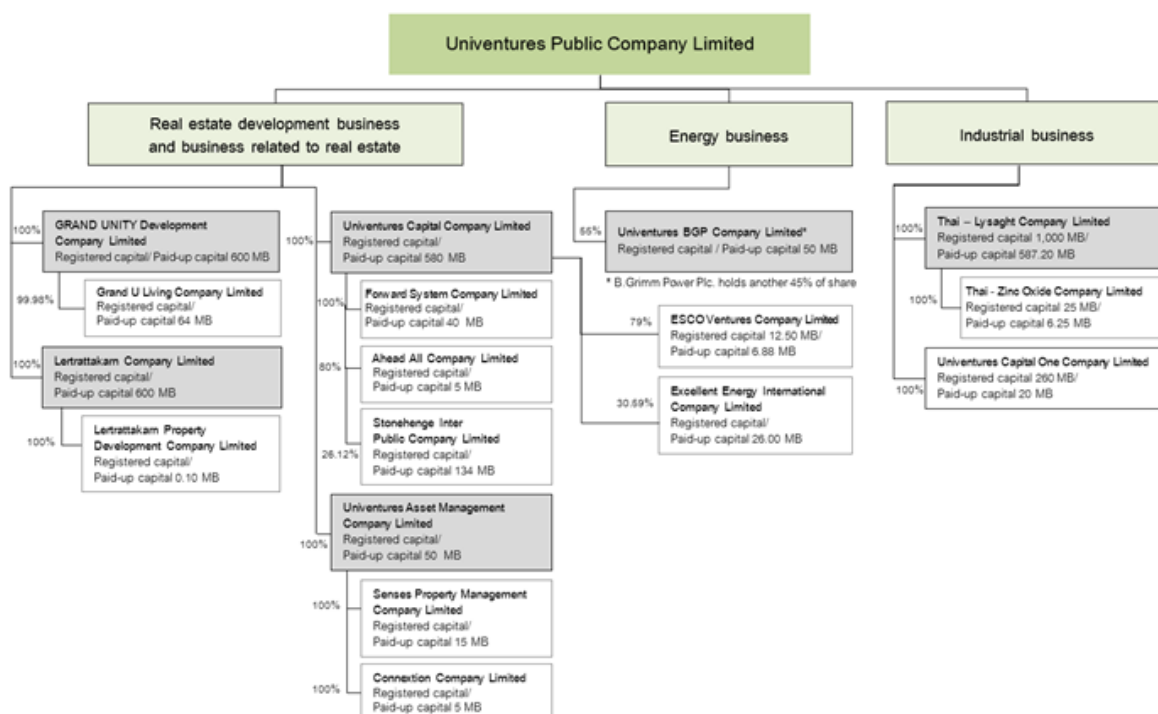 Univentures Public Company Limited
Real estate development business
and business related to real estate
Energy business
Industrial business
100%
GRAND UNITY Development
Company Limited
Registered capital/ Paid-up capital 600 MB
99.98%
Grand U Living Company Limited
Registered capital/
Paid-up capital 64 MB
100%
Lertrattakarn Company Limited
Registered capital/
Paid-up capital 600 MB
100%
Lertrattakarn Property
Development Company Limited
Registered capital/
Paid-up capital 0.10 MB
100%
Univentures Capital Company Limited
Registered capital/
Paid-up capital 580 MB
100%
Forward System Company Limited
Registered capital/
Paid-up capital 40 MB
80%
Ahead All Company Limited
Registered capital/
Paid-up capital 5 MB
26.12%
Stonehenge Inter
Public Company Limited
Registered capital/
Paid-up capital 134 MB
100%
Univentures Asset Management
Company Limited
Registered capital/
Paid-up capital 50 MB
100%
Senses Property Management
Company Limited
Registered capital/
Paid-up capital 15 MB
100%
Connextion Company Limited
Registered capital/
Paid-up capital 5 MB
55%
Univentures BGP Company Limited*
Registered capital / Paid-up capital 50 MB
* B.Grimm Power Plc. holds another 45% of share
79%
ESCO Ventures Company Limited
Registered capital 12.50 MB/
Paid-up capital 6.88 MB
30.59%
Excellent Energy International
Company Limited
Registered capital/
Paid-up capital 26.00 MB
100%
Thai – Lysaght Company Limited
Registered capital 1,000 MB/
Paid-up capital 587.20 MB
100%
Thai - Zinc Oxide Company Limited
Registered capital 25 MB/
Paid-up capital 6.25 MB
100%
Univentures Capital One Company Limited
Registered capital 260 MB/
Paid-up capital 20 MB